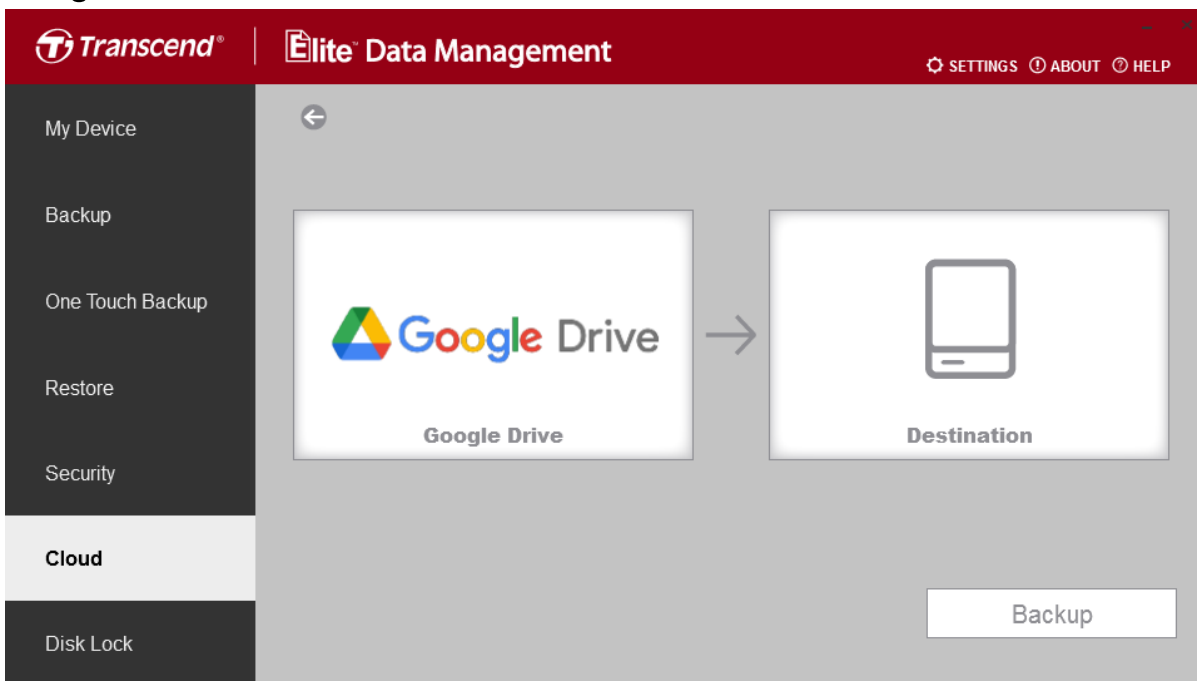 Transcend®
Elite™ Data Management
SETTINGS ABOUT HELP
My Device
Backup
One Touch Backup
Restore
Security
Cloud
Disk Lock
Google Drive
Google Drive
Destination
Backup